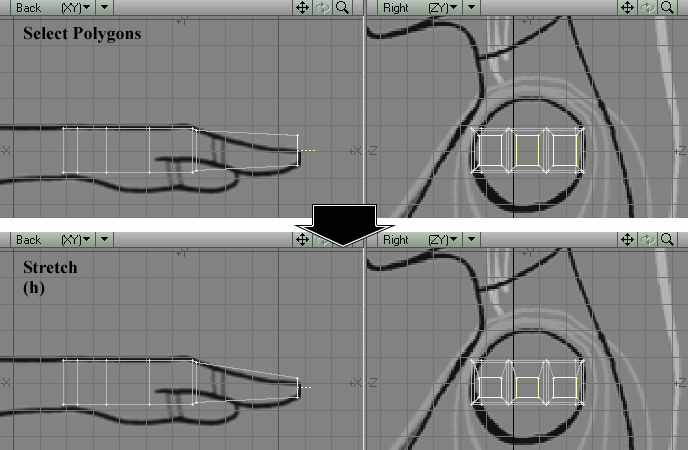 Back (XY)
Right (ZY)
Select Polygons
+Y
+Y
X
+X
-Z
Back (XY)
Right (ZY)
Stretch
(h)
+Y
+Y
-X
+X
-Z